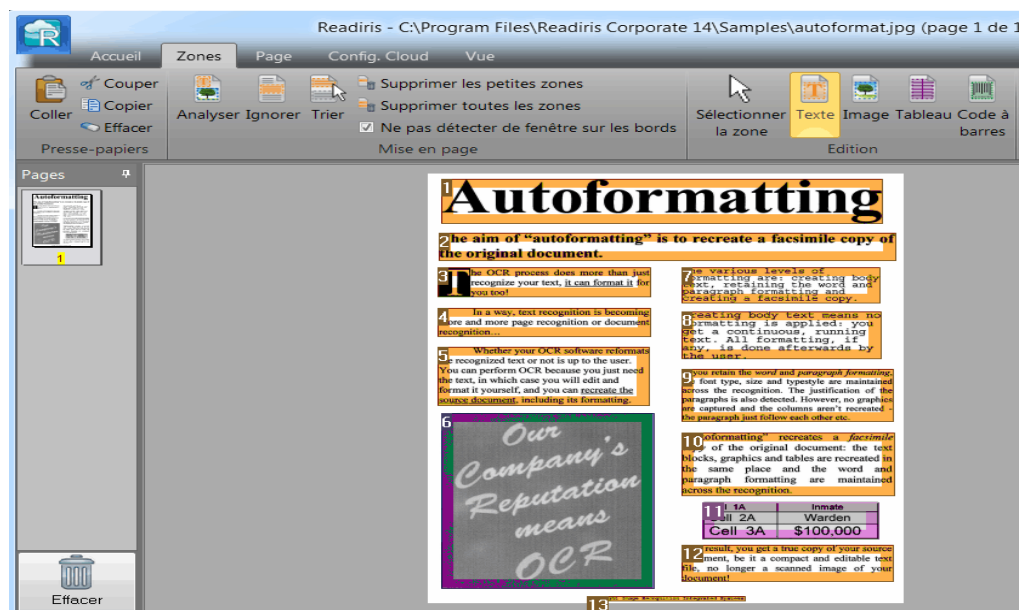 Readiris - C:\Program Files\Readiris Corporate 14\Samples\autoformat.jpg (page 1 de 1
Accueil Zones Page Config. Cloud Vue
Coller
Couper
Copier
Effacer
Presse-papiers
Analyser Ignorer Trier
Supprimer les petites zones
Supprimer toutes les zones
Ne pas détecter de fenêtre sur les bords
Mise en page
Sélectionner
la zone
Texte Image Tableau Code à
barres
Edition
Pages
Autoformatting
1
Effacer
1
Autoformatting
2
he aim of “autoformatting” is to recreate a facsimile copy of
the original document.
3
T he OCR process does more than just
recognize your text, it can format it for
you too!
4
In a way, text recognition is becoming
ore and more page recognition or document
recognition...
5
Whether your OCR software reformats
e recognized text or not is up to the user.
You can perform OCR because you just need
the text, in which case you will edit and
format it yourself, and you can recreate the
source document, including its formatting.
6
Our
Company's
Reputation
means
OCR
7
he various levels of
ormatting are: creating body
text, retaining the word and
paragraph formatting and
creating a facsimile copy.
8
reating body text means no
ormatting is applied: you
get a continuous, running
text. All formatting, if
any, is done afterwards by
the user.
9
you retain the word and paragraph formatting,
font type, size and typestyle are maintained
across the recognition. The justification of the
paragraphs is also detected. However, no graphics
are captured and the columns aren't recreated -
the paragraph just follow each other etc.
10
oformatting” recreates a facsimile
y of the original document: the text
blocks, graphics and tables are recreated in
the same place and the word and
paragraph formatting are maintained
across the recognition.
11
l 1A Inmate
Cell 2A Warden
Cell 3A $100,000
12
result, you get a true copy of your source
ment, be it a compact and editable text
file, no longer a scanned image of your
document!
13